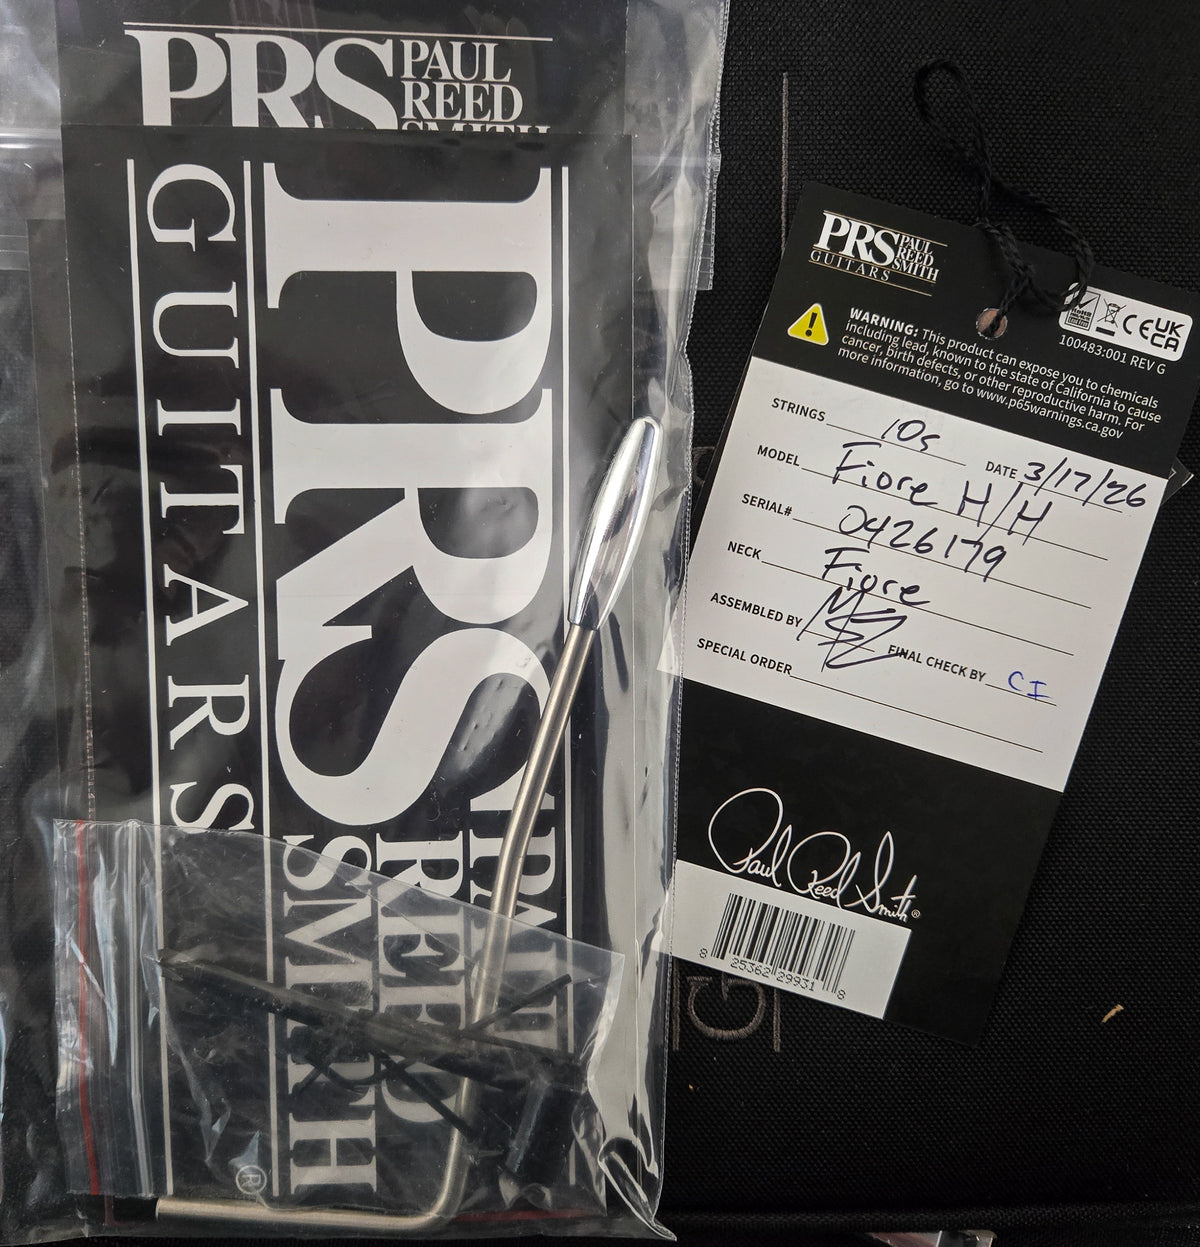 PRS PAUL
REED
SMITH
PRS PAUL
REED
SMITH
GUITARS
®
PRS PAUL
REED
SMITH
GUITARS
RoHS
CE UK
CA
100483:001 REV G
WARNING: This product can expose you to chemicals
including lead, known to the state of California to cause
cancer, birth defects, or other reproductive harm. For
more information, go to www.p65warnings.ca.gov
STRINGS 10s DATE 3/17/26
MODEL Fiore H/H
SERIAL# 0426179
NECK Fiore
ASSEMBLED BY FINAL CHECK BY CI
SPECIAL ORDER
Paul Reed Smith®
8 25362 29931 8
G